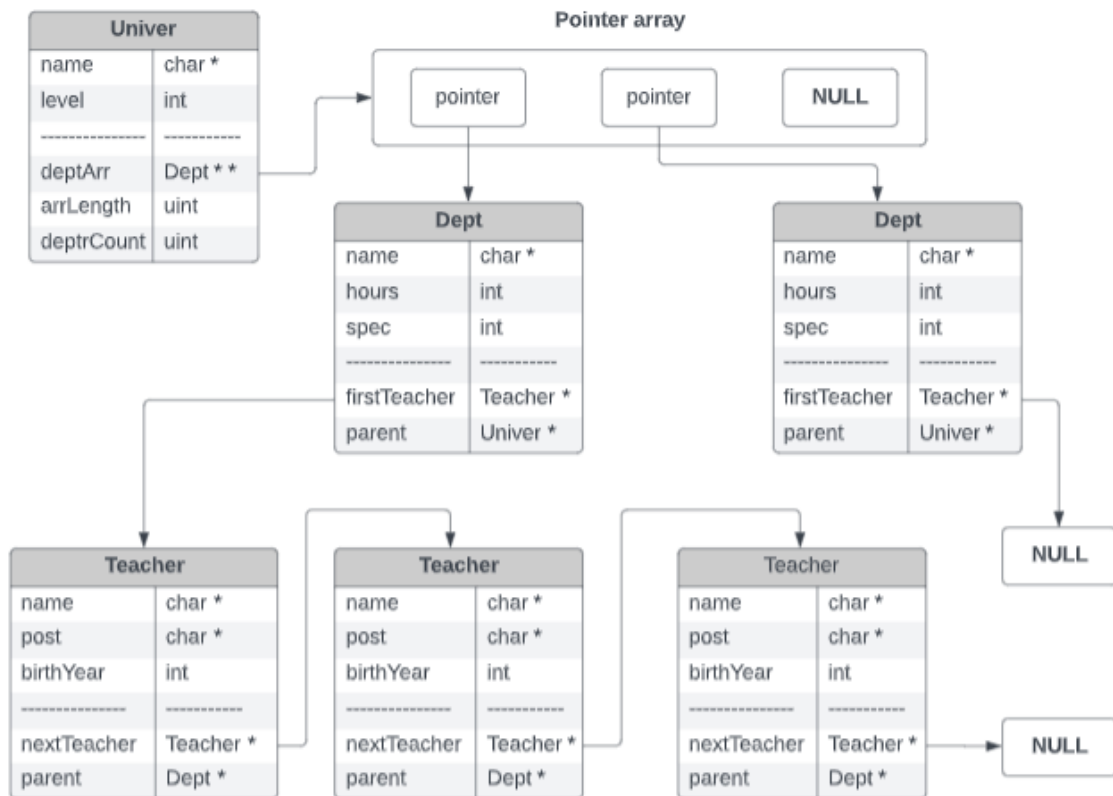 Pointer array
Univer
name char *
level int
--------------- -----------
deptArr Dept * *
arrLength uint
deptrCount uint
pointer pointer NULL
Dept
name char *
hours int
spec int
--------------- -----------
firstTeacher Teacher *
parent Univer *
Dept
name char *
hours int
spec int
--------------- -----------
firstTeacher Teacher *
parent Univer *
NULL
Teacher
name char *
post char *
birthYear int
--------------- -----------
nextTeacher Teacher *
parent Dept *
Teacher
name char *
post char *
birthYear int
--------------- -----------
nextTeacher Teacher *
parent Dept *
Teacher
name char *
post char *
birthYear int
--------------- -----------
nextTeacher Teacher *
parent Dept *
NULL